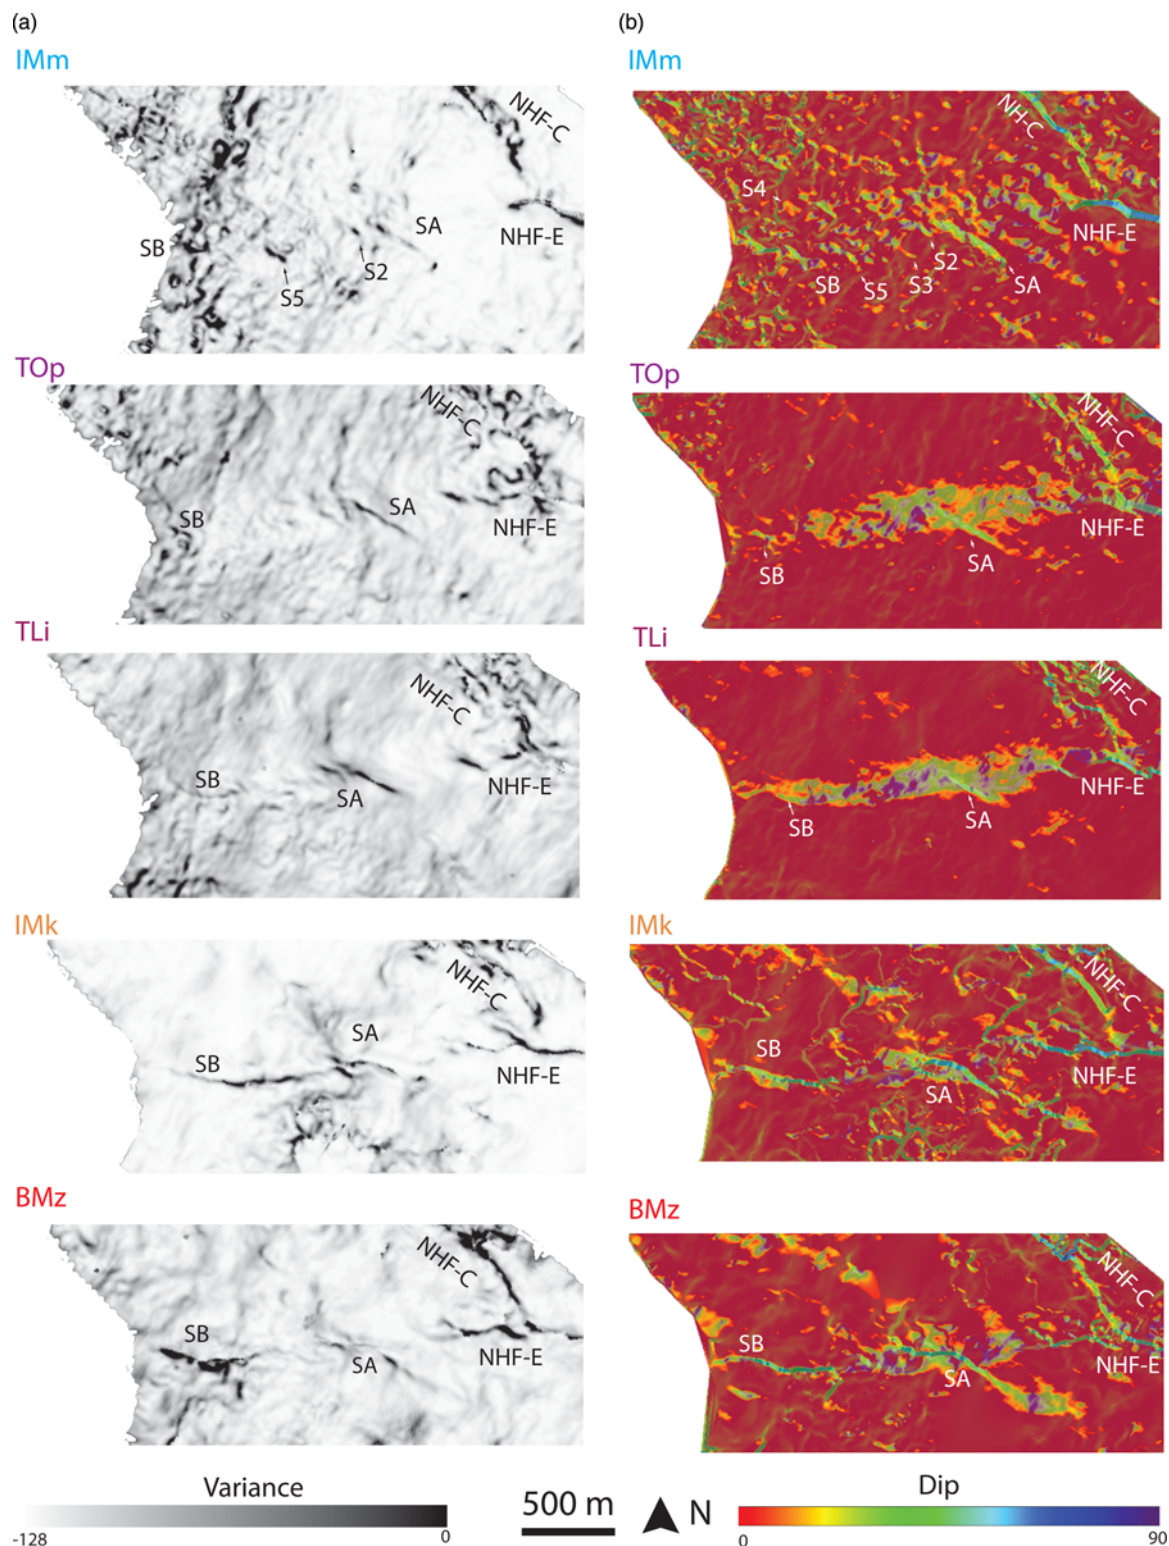 (a)
IMm
NHF-C
SB
SA
NHF-E
S2
S5
TOp
NHF-C
SA
SB
NHF-E
TLi
NHF-C
SB
SA
NHF-E
IMk
NHF-C
SA
SB
NHF-E
BMz
NHF-C
SB
SA
NHF-E
Variance
-128 0
500 m
N
(b)
IMm
NH-C
S4
NHF-E
S2
S3
SA
SB
S5
TOp
NHF-C
NHF-E
SA
SB
TLi
NHF-C
NHF-E
SB
SA
IMk
NHF-C
SB
NHF-E
SA
BMz
NHF-C
SB
NHF-E
SA
Dip
0 90